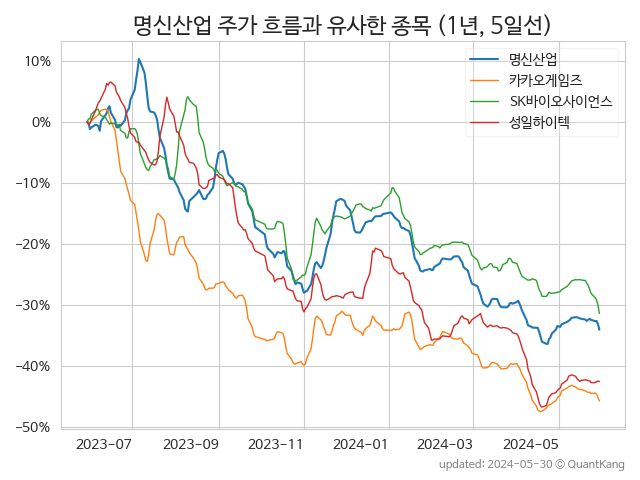 명신산업 주가 흐름과 유사한 종목 (1년, 5일선)
명신산업
카카오게임즈
SK바이오사이언스
성일하이텍
10%
0%
−10%
−20%
−30%
−40%
−50%
2023-07 2023-09 2023-11 2024-01 2024-03 2024-05
updated: 2024-05-30 © QuantKang